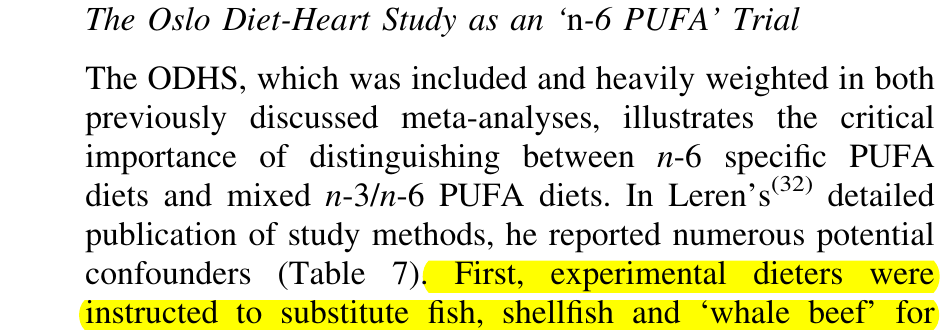 The Oslo Diet-Heart Study as an ‘n-6 PUFA’ Trial
The ODHS, which was included and heavily weighted in both
previously discussed meta-analyses, illustrates the critical
importance of distinguishing between n-6 specific PUFA
diets and mixed n-3/n-6 PUFA diets. In Leren’s(32) detailed
publication of study methods, he reported numerous potential
confounders (Table 7). First, experimental dieters were
instructed to substitute fish, shellfish and ‘whale beef’ for